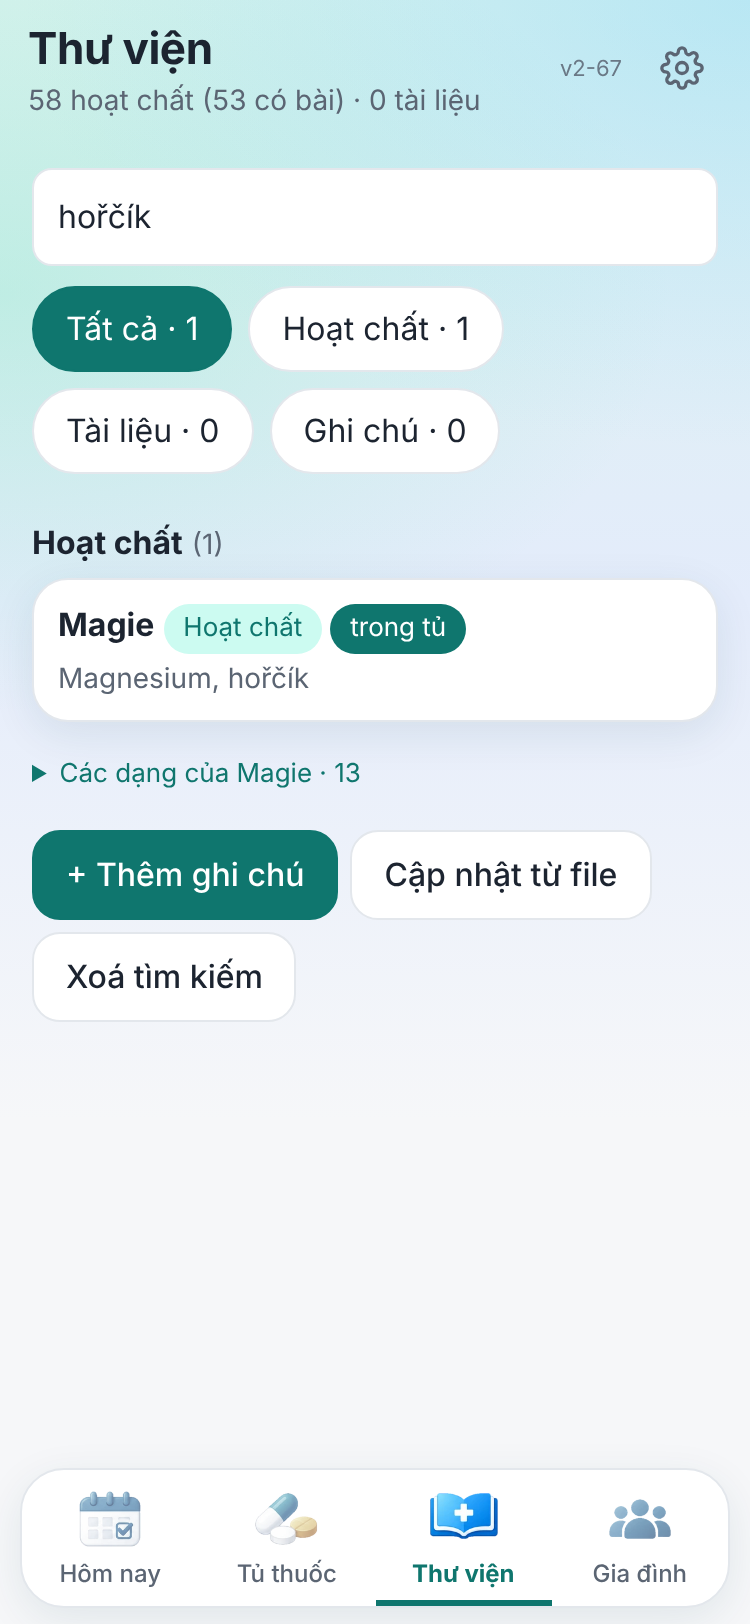 Thư viện
58 hoạt chất (53 có bài) · 0 tài liệu
v2-67
hořčík
Tất cả · 1
Hoạt chất · 1
Tài liệu · 0
Ghi chú · 0
Hoạt chất (1)
Magie Hoạt chất trong tủ
Magnesium, hořčík
Các dạng của Magie · 13
+ Thêm ghi chú
Cập nhật từ file
Xoá tìm kiếm
Hôm nay
Tủ thuốc
Thư viện
Gia đình